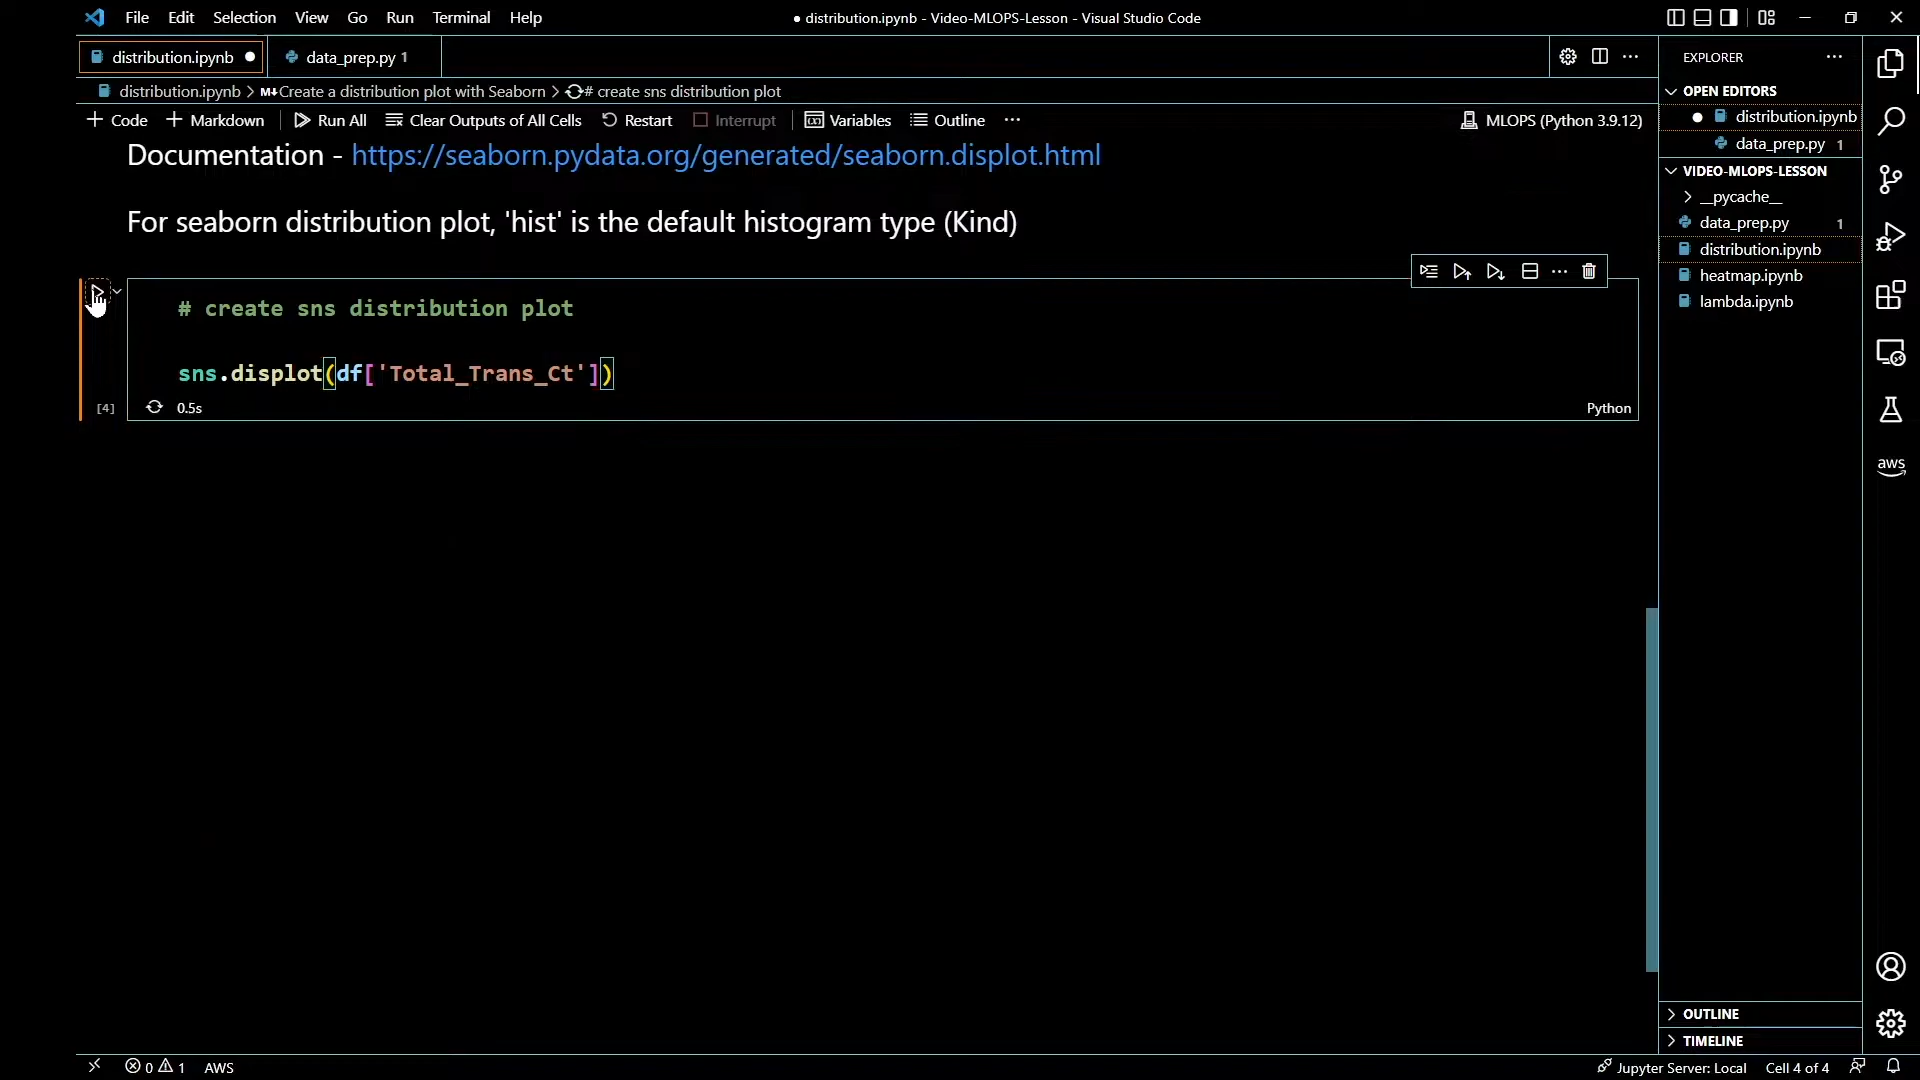 File Edit Selection View Go Run Terminal Help
● distribution.ipynb - Video-MLOPS-Lesson - Visual Studio Code
distribution.ipynb ●
data_prep.py 1
distribution.ipynb > M↓Create a distribution plot with Seaborn > # create sns distribution plot
+ Code + Markdown Run All Clear Outputs of All Cells Restart Interrupt Variables Outline ···
MLOPS (Python 3.9.12)
Documentation - https://seaborn.pydata.org/generated/seaborn.displot.html
For seaborn distribution plot, 'hist' is the default histogram type (Kind)
# create sns distribution plot
sns.displot(df['Total_Trans_Ct'])
[4] 0.5s
Python
EXPLORER
OPEN EDITORS
● distribution.ipynb
data_prep.py 1
VIDEO-MLOPS-LESSON
__pycache__
data_prep.py 1
distribution.ipynb
heatmap.ipynb
lambda.ipynb
aws
OUTLINE
TIMELINE
0 1 AWS
Jupyter Server: Local Cell 4 of 4